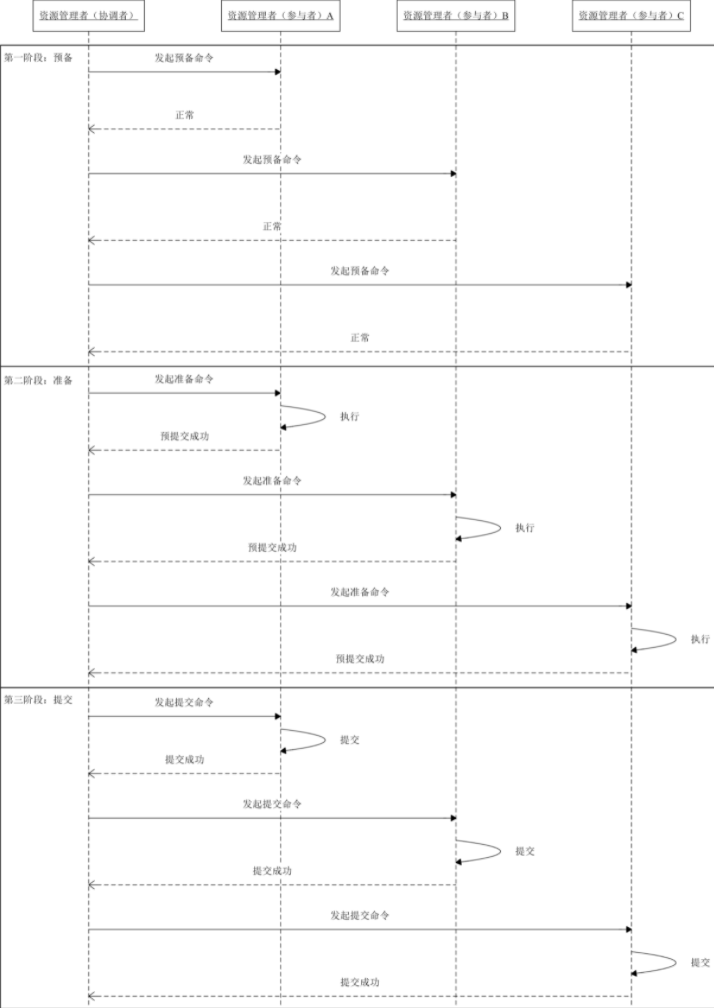 资源管理者（协调者）
资源管理者（参与者）A
资源管理者（参与者）B
资源管理者（参与者）C
第一阶段：预备
发起预备命令
正常
发起预备命令
正常
发起预备命令
正常
第二阶段：准备
发起准备命令
执行
预提交成功
发起准备命令
执行
预提交成功
发起准备命令
执行
预提交成功
第三阶段：提交
发起提交命令
提交
提交成功
发起提交命令
提交
提交成功
发起提交命令
提交
提交成功